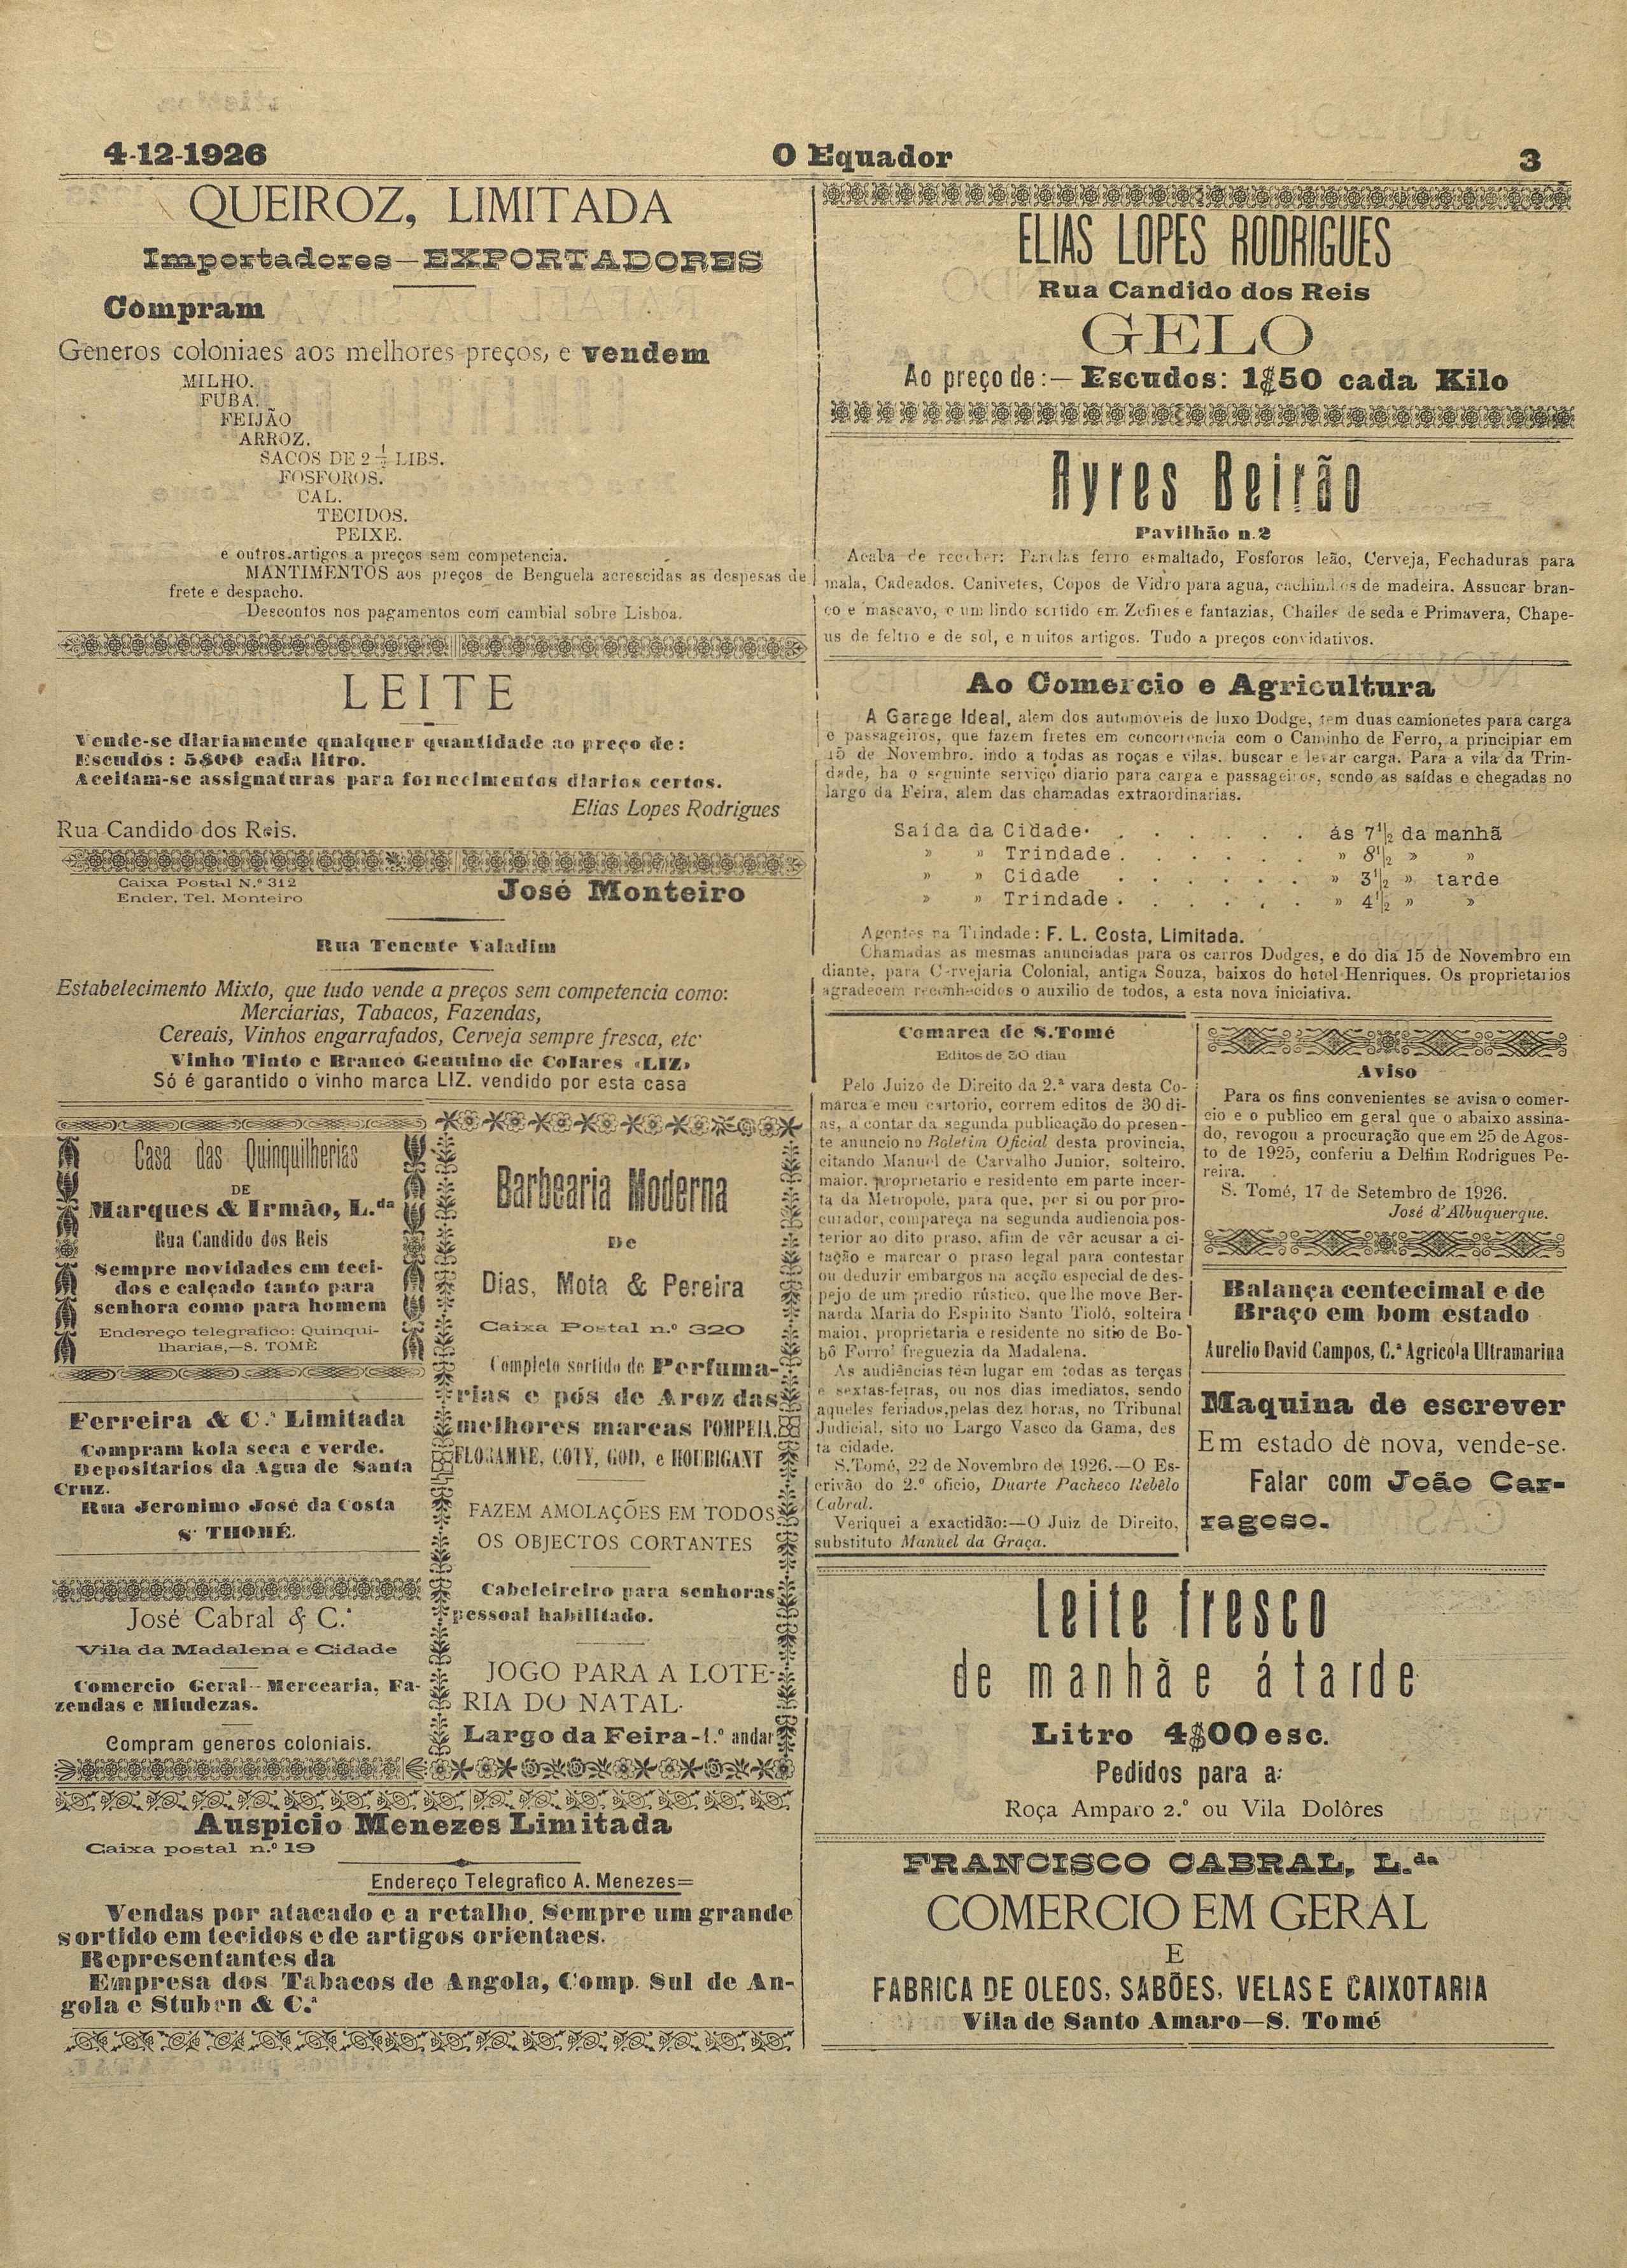 4-12-1926
O Equador
3
QUEIROZ, LIMITADA
Importadores—EXPORTADORES
Compram
Generos coloniaes aos melhores preços, e vendem
MILHO.
FUBA.
FEIJÃO
ARROZ.
SACOS DE 2 ½ LIBS.
FOSFOROS.
CAL.
TECIDOS.
PEIXE.
e outros artigos a preços sem competencia.
MANTIMENTOS aos preços de Benguela acrescidas as despesas de
frete e despacho.
Descontos nos pagamentos com cambial sobre Lisboa.
LEITE
Vende-se diariamente qualquer quantidade ao preço de:
Escudos: 5$00 cada litro.
Aceitam-se assignaturas para fornecimentos diarios certos.
Elias Lopes Rodrigues
Rua Candido dos Reis.
Caixa Postal N.º 312
Ender. Tel. Monteiro
José Monteiro
Rua Tenente Valadim
Estabelecimento Mixto, que tudo vende a preços sem competencia como:
Merciarias, Tabacos, Fazendas,
Cereais, Vinhos engarrafados, Cerveja sempre fresca, etc.
Vinho Tinto e Branco Genuino de Colares «LIZ»
Só é garantido o vinho marca LIZ. vendido por esta casa
Casa das Quinquilherias
DE
Marques & Irmão, L.da
Rua Candido dos Reis
Sempre novidades em teci-
dos e calçado tanto para
senhora como para homem
Endereço telegrafico: Quinqui-
lharias,—S. TOMÉ
Ferreira & C.ª Limitada
Compram kola seca e verde.
Depositarios da Agua de Santa
Cruz.
Rua Jeronimo José da Costa
S. THOMÉ.
José Cabral & C.ª
Vila da Madalena e Cidade
Comercio Geral—Mercearia, Fa-
zendas e Miudezas.
Compram generos coloniais.
Barbearia Moderna
De
Dias, Mota & Pereira
Caixa Postal n.º 320
Completo sortido de Perfuma-
rias e pós de Aroz das
melhores marcas POMPEIA,
FLORAMYE, COTY, GOD, e HOUBIGANT
FAZEM AMOLAÇÕES EM TODOS
OS OBJECTOS CORTANTES
Cabeleireiro para senhoras
pessoal habilitado.
JOGO PARA A LOTE-
RIA DO NATAL.
Largo da Feira-1.º andar
Auspicio Menezes Limitada
Caixa postal n.º 19
Endereço Telegrafico A. Menezes=
Vendas por atacado e a retalho. Sempre um grande
sortido em tecidos e de artigos orientaes.
Representantes da
Empresa dos Tabacos de Angola, Comp. Sul de An-
gola e Stuben & C.ª
ELIAS LOPES RODRIGUES
Rua Candido dos Reis
GELO
Ao preço de:— Escudos: 1$50 cada Kilo
Ayres Beirão
Pavilhão n. 2
Acaba de receber: Panelas ferro esmaltado, Fosforos leão, Cerveja, Fechaduras para
mala, Cadeados. Canivetes, Copos de Vidro para agua, cachimbos de madeira. Assucar bran-
co e mascavo, e um lindo sortido em Zefires e fantazias, Chailes de seda e Primavera, Chape-
us de feltro e de sol, e muitos artigos. Tudo a preços convidativos.
Ao Comercio e Agricultura
A Garage Ideal, alem dos automoveis de luxo Dodge, tem duas camionetes para carga
e passageiros, que fazem fretes em concorrencia com o Caminho de Ferro, a principiar em
15 de Novembro, indo a todas as roças e vilas, buscar e levar carga. Para a vila da Trin-
dade, ha o seguinte serviço diario para carga e passageiros, sendo as saídas e chegadas no
largo da Feira, alem das chamadas extraordinarias.
Saída da Cidade . . . . . . ás 7 1/2 da manhã
» » Trindade . . . . . . » 8 1/2 » »
» » Cidade . . . . . . » 3 1/2 » tarde
» » Trindade . . . . . . » 4 1/2 » »
Agentes na Trindade: F. L. Costa, Limitada.
Chamadas as mesmas anunciadas para os carros Dodges, e do dia 15 de Novembro em
diante, para Cervejaria Colonial, antiga Souza, baixos do hotel Henriques. Os proprietarios
agradecem reconhecidos o auxilio de todos, a esta nova iniciativa.
Comarca de S.Tomé
Editos de 30 diau
Pelo Juizo de Direito da 2.ª vara desta Co-
marca e meu cartorio, correm editos de 30 di-
as, a contar da segunda publicação do presen-
te anuncio no Boletim Oficial desta provincia,
citando Manuel de Carvalho Junior, solteiro,
maior, proprietario e residente em parte incer-
ta da Metropole, para que, por si ou por pro-
curador, compareça na segunda audiencia pos-
terior ao dito praso, afim de vêr acusar a ci-
tação e marcar o praso legal para contestar
ou deduzir embargos na acção especial de des-
pejo de um predio rústico, que lhe move Ber-
narda Maria do Espirito Santo Tioló, solteira
maior, proprietaria e residente no sitio de Bo-
bô Forro, freguezia da Madalena.
As audiências têm lugar em todas as terças
e sextas-feiras, ou nos dias imediatos, sendo
aqueles feriados, pelas dez horas, no Tribunal
Judicial, sito no Largo Vasco da Gama, des
ta cidade.
S.Tomé, 22 de Novembro de 1926.—O Es-
crivão do 2.º oficio, Duarte Pacheco Rebêlo
Cabral.
Veriquei a exactidão:—O Juiz de Direito,
substituto Manuel da Graça.
Aviso
Para os fins convenientes se avisa o comer-
cio e o publico em geral que o abaixo assina-
do, revogou a procuração que em 25 de Agos-
to de 1925, conferiu a Delfim Rodrigues Pe-
reira.
S. Tomé, 17 de Setembro de 1926.
José d'Albuquerque.
Balança centecimal e de
Braço em bom estado
Aurelio David Campos, C.ª Agricola Ultramarina
Maquina de escrever
Em estado de nova, vende-se.
Falar com João Car-
ragoso.
Leite fresco
de manhã e á tarde
Litro 4$00 esc.
Pedidos para a:
Roça Amparo 2.º ou Vila Dolôres
FRANCISCO CABRAL, L.da
COMERCIO EM GERAL
E
FABRICA DE OLEOS, SABÕES, VELAS E CAIXOTARIA
Vila de Santo Amaro—S. Tomé